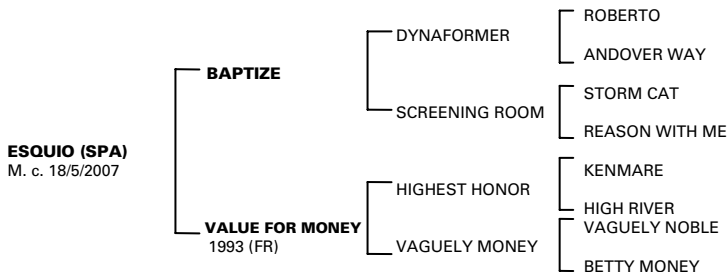 ROBERTO
DYNAFORMER
ANDOVER WAY
BAPTIZE
STORM CAT
SCREENING ROOM
REASON WITH ME
ESQUIO (SPA)
M. c. 18/5/2007
KENMARE
HIGHEST HONOR
HIGH RIVER
VALUE FOR MONEY
1993 (FR)
VAGUELY NOBLE
VAGUELY MONEY
BETTY MONEY